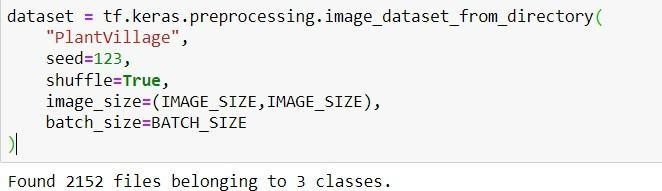 dataset = tf.keras.preprocessing.image_dataset_from_directory(
    "PlantVillage",
    seed=123,
    shuffle=True,
    image_size=(IMAGE_SIZE,IMAGE_SIZE),
    batch_size=BATCH_SIZE
)
Found 2152 files belonging to 3 classes.